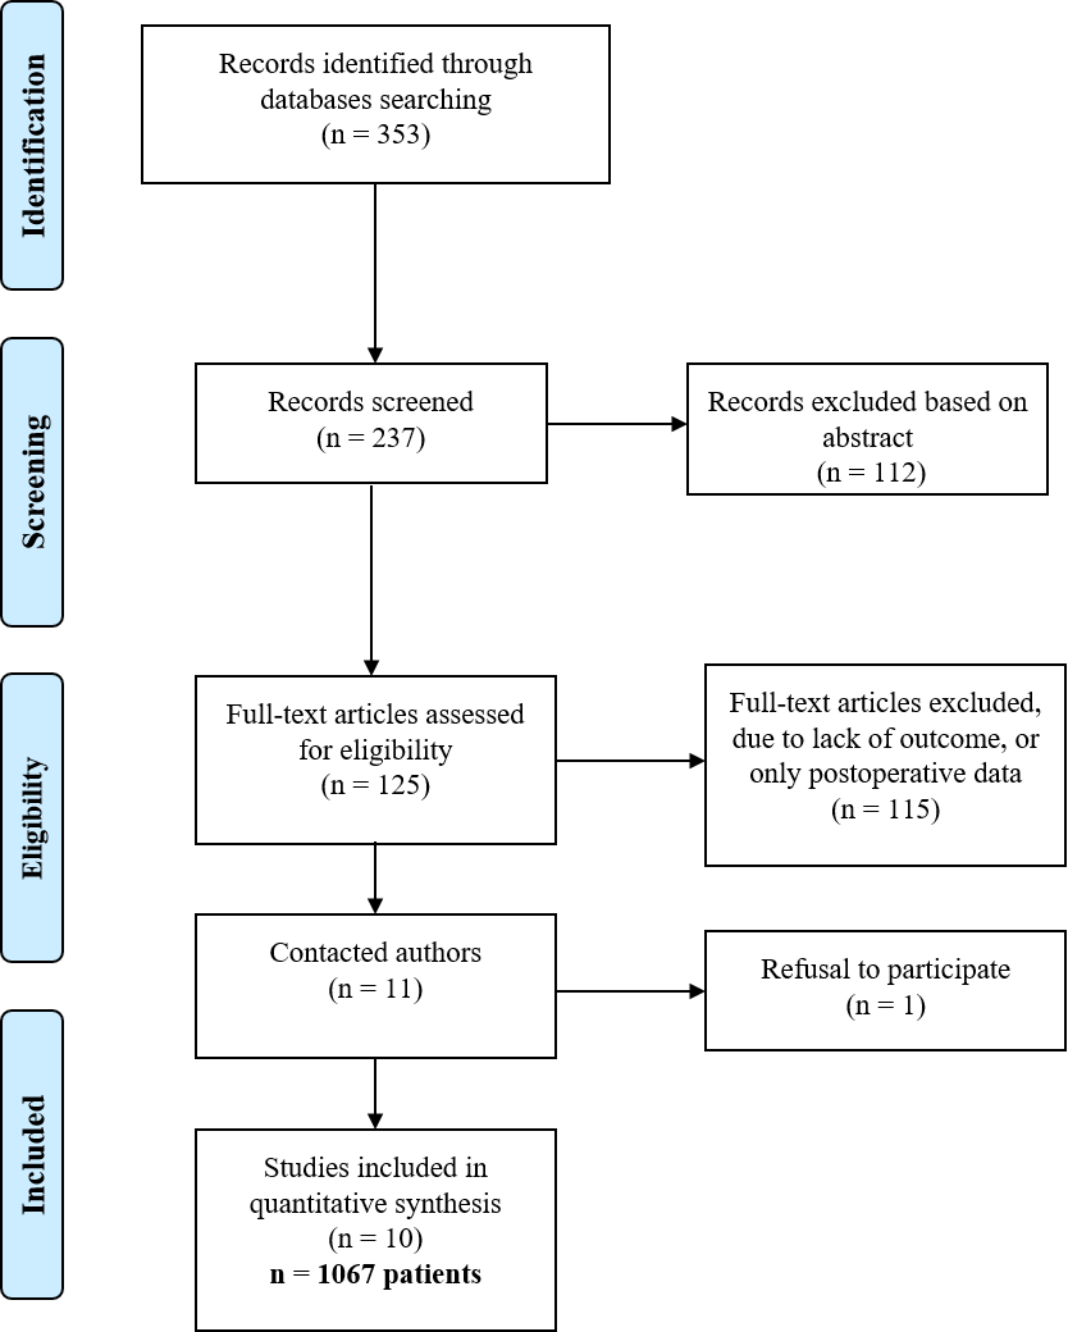 Identification
Records identified through
databases searching
(n = 353)
Screening
Records screened
(n = 237)
Records excluded based on
abstract
(n = 112)
Eligibility
Full-text articles assessed
for eligibility
(n = 125)
Full-text articles excluded,
due to lack of outcome, or
only postoperative data
(n = 115)
Contacted authors
(n = 11)
Refusal to participate
(n = 1)
Included
Studies included in
quantitative synthesis
(n = 10)
n = 1067 patients